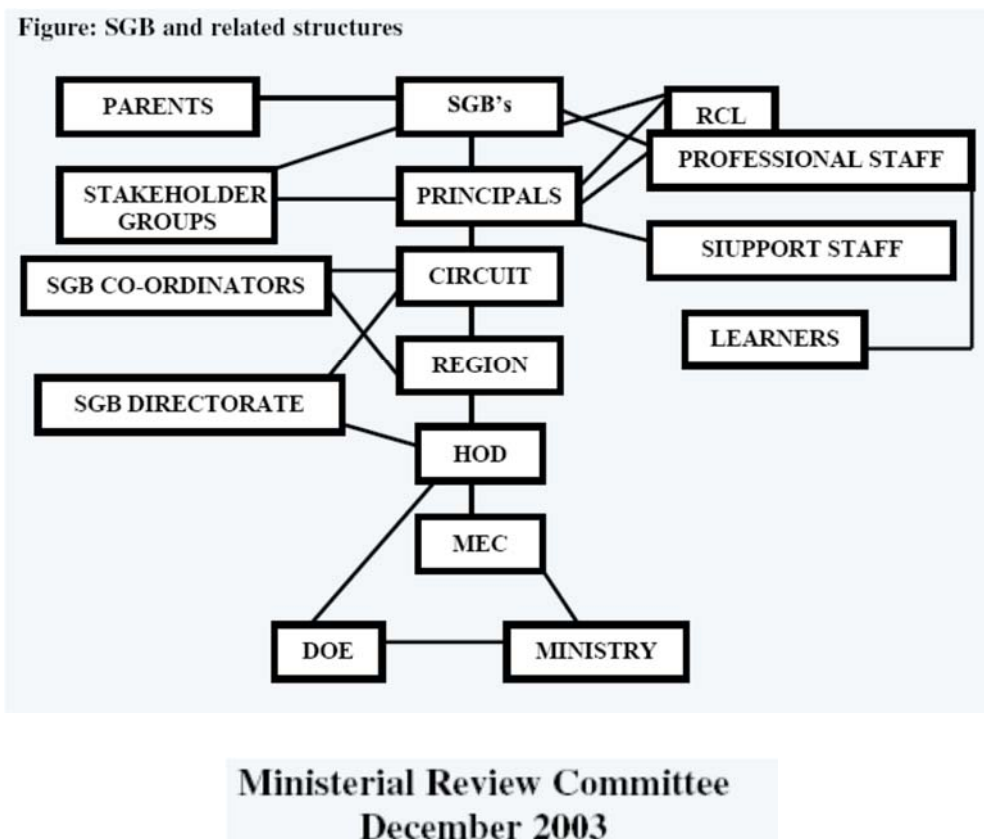 Figure: SGB and related structures
PARENTS
SGB's
RCL
PROFESSIONAL STAFF
STAKEHOLDER
GROUPS
PRINCIPALS
SIUPPORT STAFF
SGB CO-ORDINATORS
CIRCUIT
LEARNERS
REGION
SGB DIRECTORATE
HOD
MEC
DOE
MINISTRY
Ministerial Review Committee
December 2003